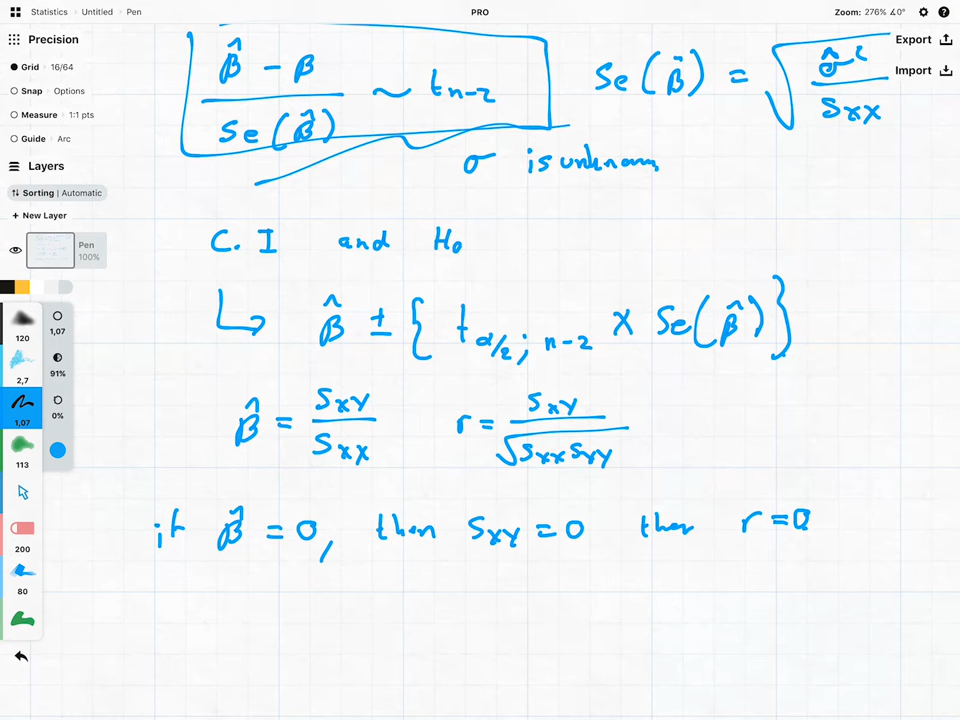 Statistics | Untitled | Pen
PRO
Zoom: 276% ∠0°
Precision
Grid 16/64
Snap Options
Measure 1:1 pts
Guide Arc
Layers
Sorting | Automatic
+ New Layer
Pen
100%
Export
Import
120
2,7
1,07
113
200
80
1,07
91%
0%
(β̂ − β) / Se(β̂) ~ t n-2
Se(β̂) = √(σ̂² / Sxx)
σ is unknown
C.I and H₀
β̂ ± { t α/2; n-2 × Se(β̂) }
β̂ = Sxy / Sxx r = Sxy / √(Sxx Sxy)
if β̂ = 0, then Sxy = 0 then r = 0